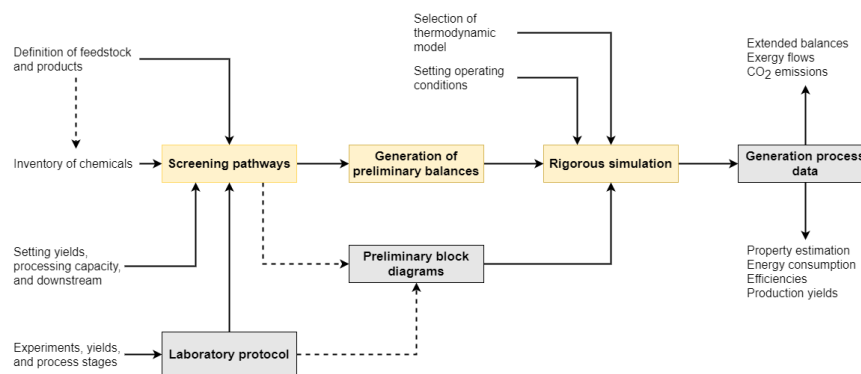 Selection of
thermodynamic
model
Setting operating
conditions
Extended balances
Exergy flows
CO2 emissions
Definition of feedstock
and products
Inventory of chemicals
Screening pathways
Generation of
preliminary balances
Rigorous simulation
Generation process
data
Setting yields,
processing capacity,
and downstream
Preliminary block
diagrams
Property estimation
Energy consumption
Efficiencies
Production yields
Experiments, yields,
and process stages
Laboratory protocol